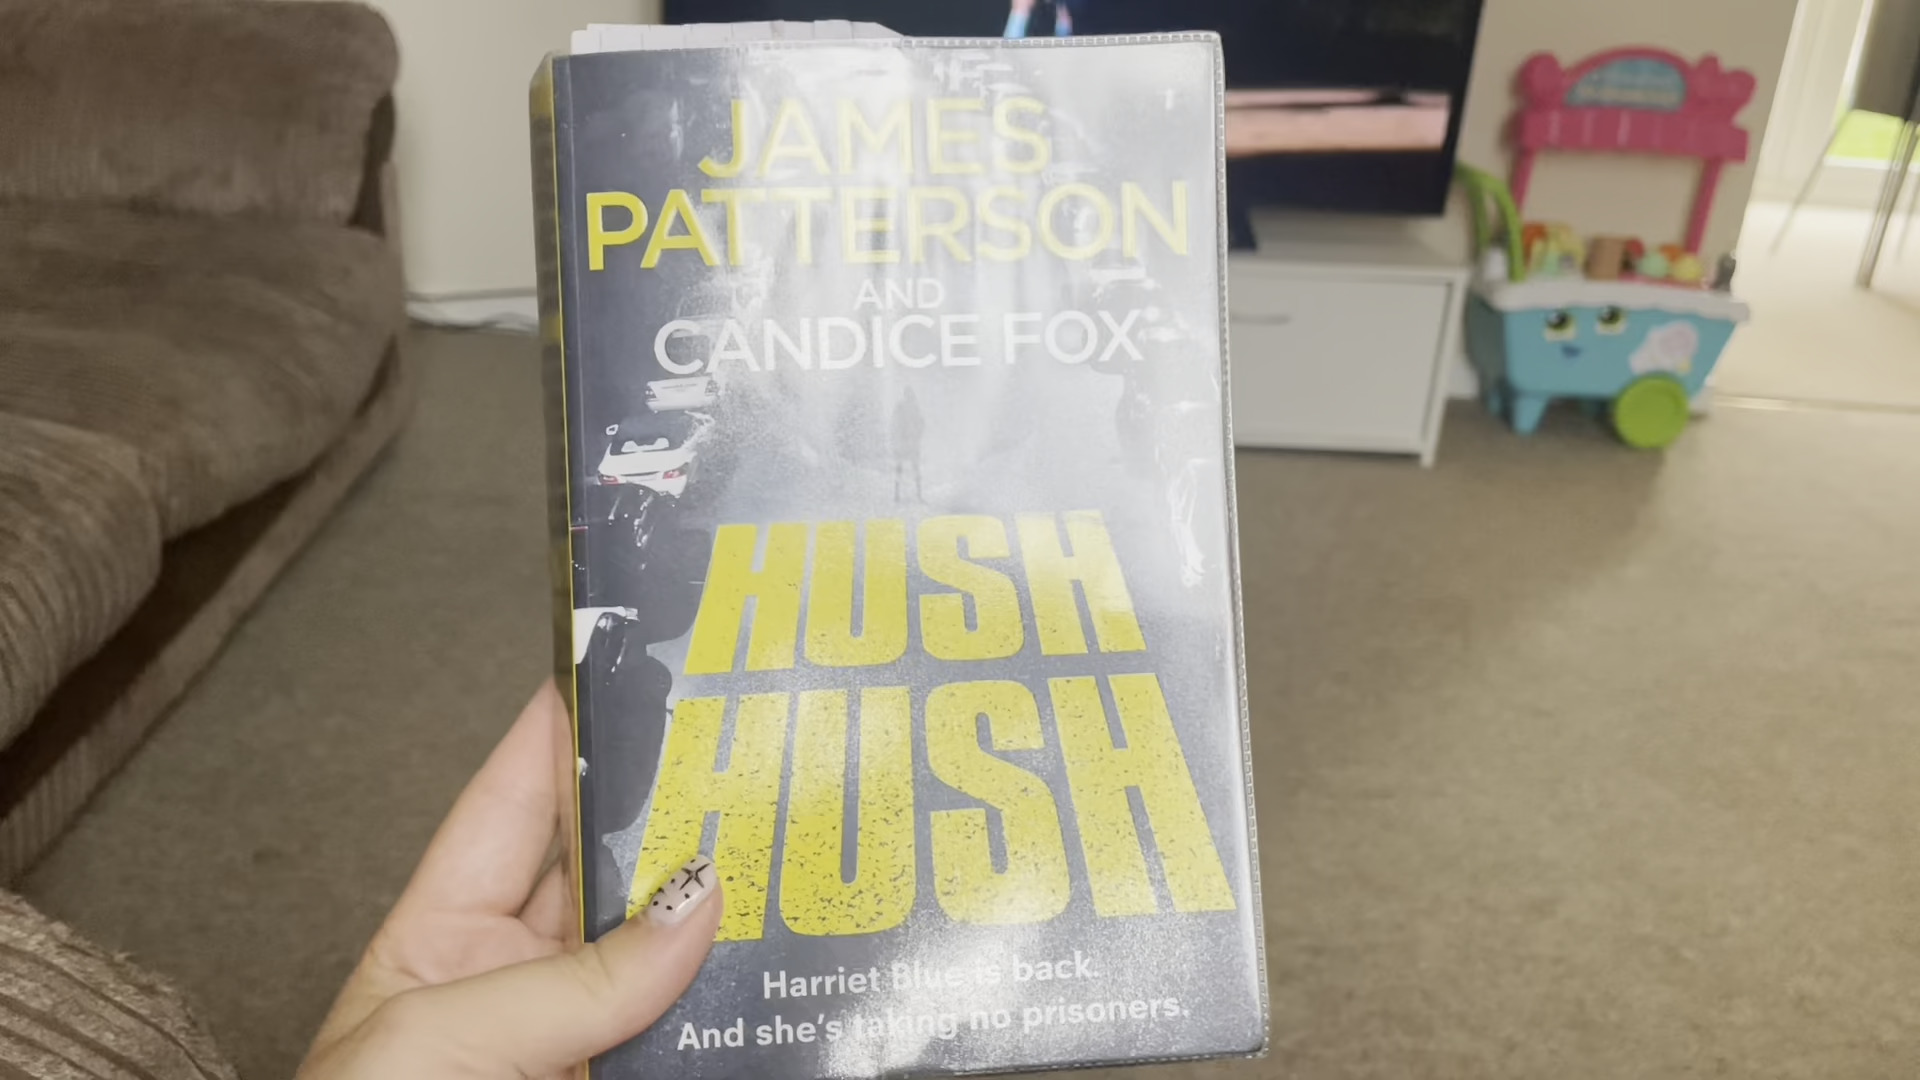 JAMES
PATTERSON
AND
CANDICE FOX
HUSH
HUSH
Harriet Blue is back.
And she's taking no prisoners.